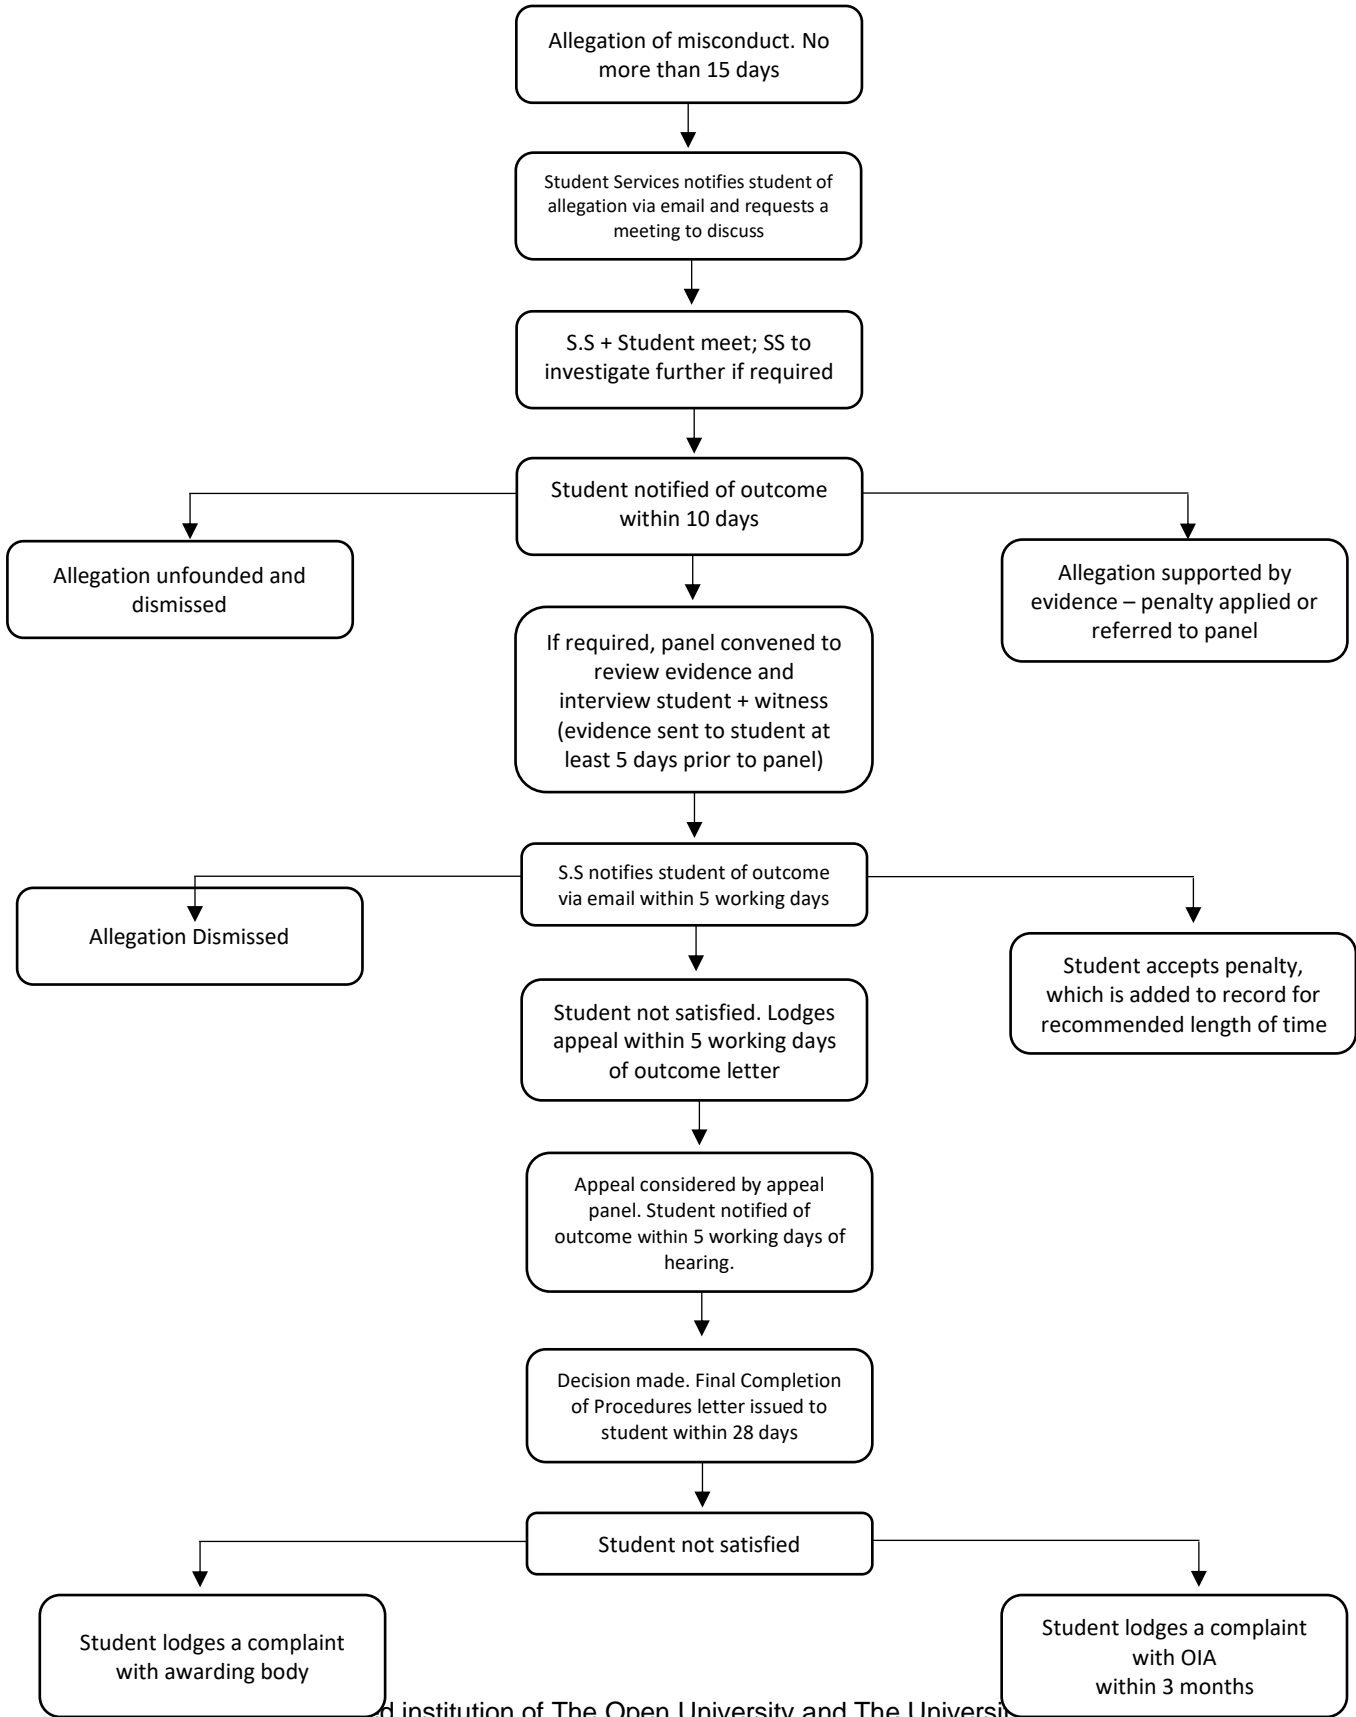 Allegation of misconduct. No
more than 15 days
Student Services notifies student of
allegation via email and requests a
meeting to discuss
S.S + Student meet; SS to
investigate further if required
Student notified of outcome
within 10 days
Allegation unfounded and
dismissed
Allegation supported by
evidence – penalty applied or
referred to panel
If required, panel convened to
review evidence and
interview student + witness
(evidence sent to student at
least 5 days prior to panel)
S.S notifies student of outcome
via email within 5 working days
Allegation Dismissed
Student accepts penalty,
which is added to record for
recommended length of time
Student not satisfied. Lodges
appeal within 5 working days
of outcome letter
Appeal considered by appeal
panel. Student notified of
outcome within 5 working days of
hearing.
Decision made. Final Completion
of Procedures letter issued to
student within 28 days
Student not satisfied
Student lodges a complaint
with awarding body
Student lodges a complaint
with OIA
within 3 months
institution of The Open University and The